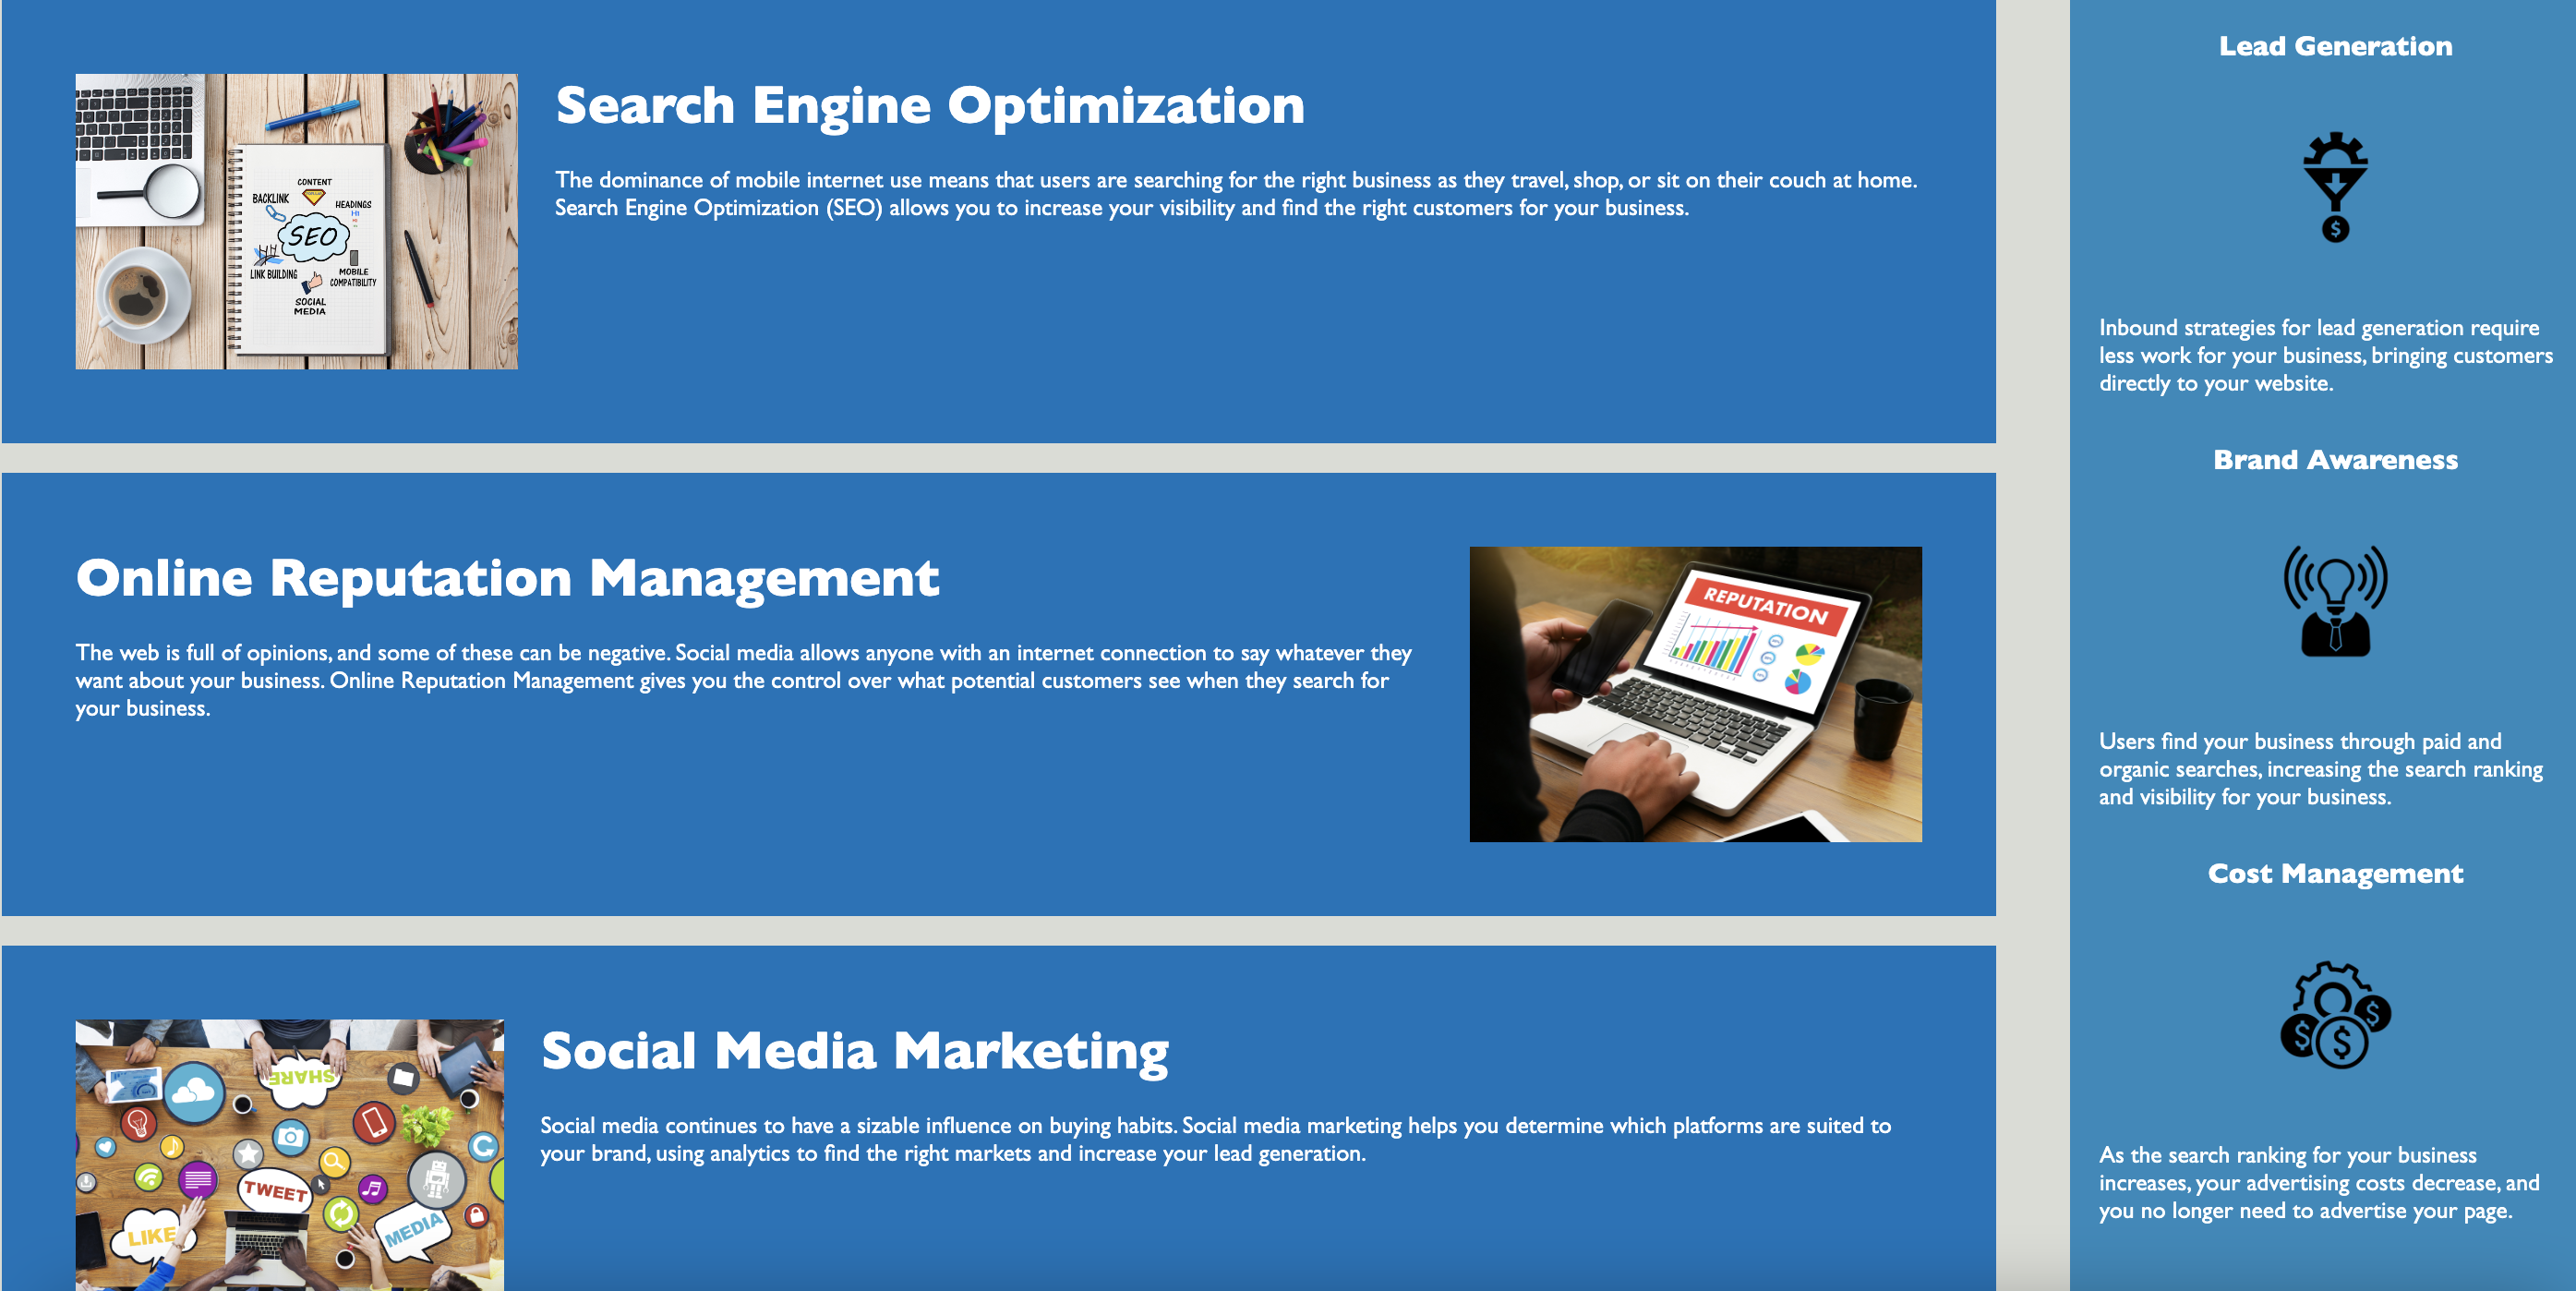 Search Engine Optimization
The dominance of mobile internet use means that users are searching for the right business as they travel, shop, or sit on their couch at home.
Search Engine Optimization (SEO) allows you to increase your visibility and find the right customers for your business.
CONTENT
BACKLINK
HEADINGS
H1
SEO
LINK BUILDING
MOBILE
COMPATIBILITY
SOCIAL
MEDIA
Online Reputation Management
The web is full of opinions, and some of these can be negative. Social media allows anyone with an internet connection to say whatever they
want about your business. Online Reputation Management gives you the control over what potential customers see when they search for
your business.
REPUTATION
Social Media Marketing
Social media continues to have a sizable influence on buying habits. Social media marketing helps you determine which platforms are suited to
your brand, using analytics to find the right markets and increase your lead generation.
SHARE
TWEET
LIKE
MEDIA
Lead Generation
$
Inbound strategies for lead generation require
less work for your business, bringing customers
directly to your website.
Brand Awareness
Users find your business through paid and
organic searches, increasing the search ranking
and visibility for your business.
Cost Management
$ $ $
As the search ranking for your business
increases, your advertising costs decrease, and
you no longer need to advertise your page.